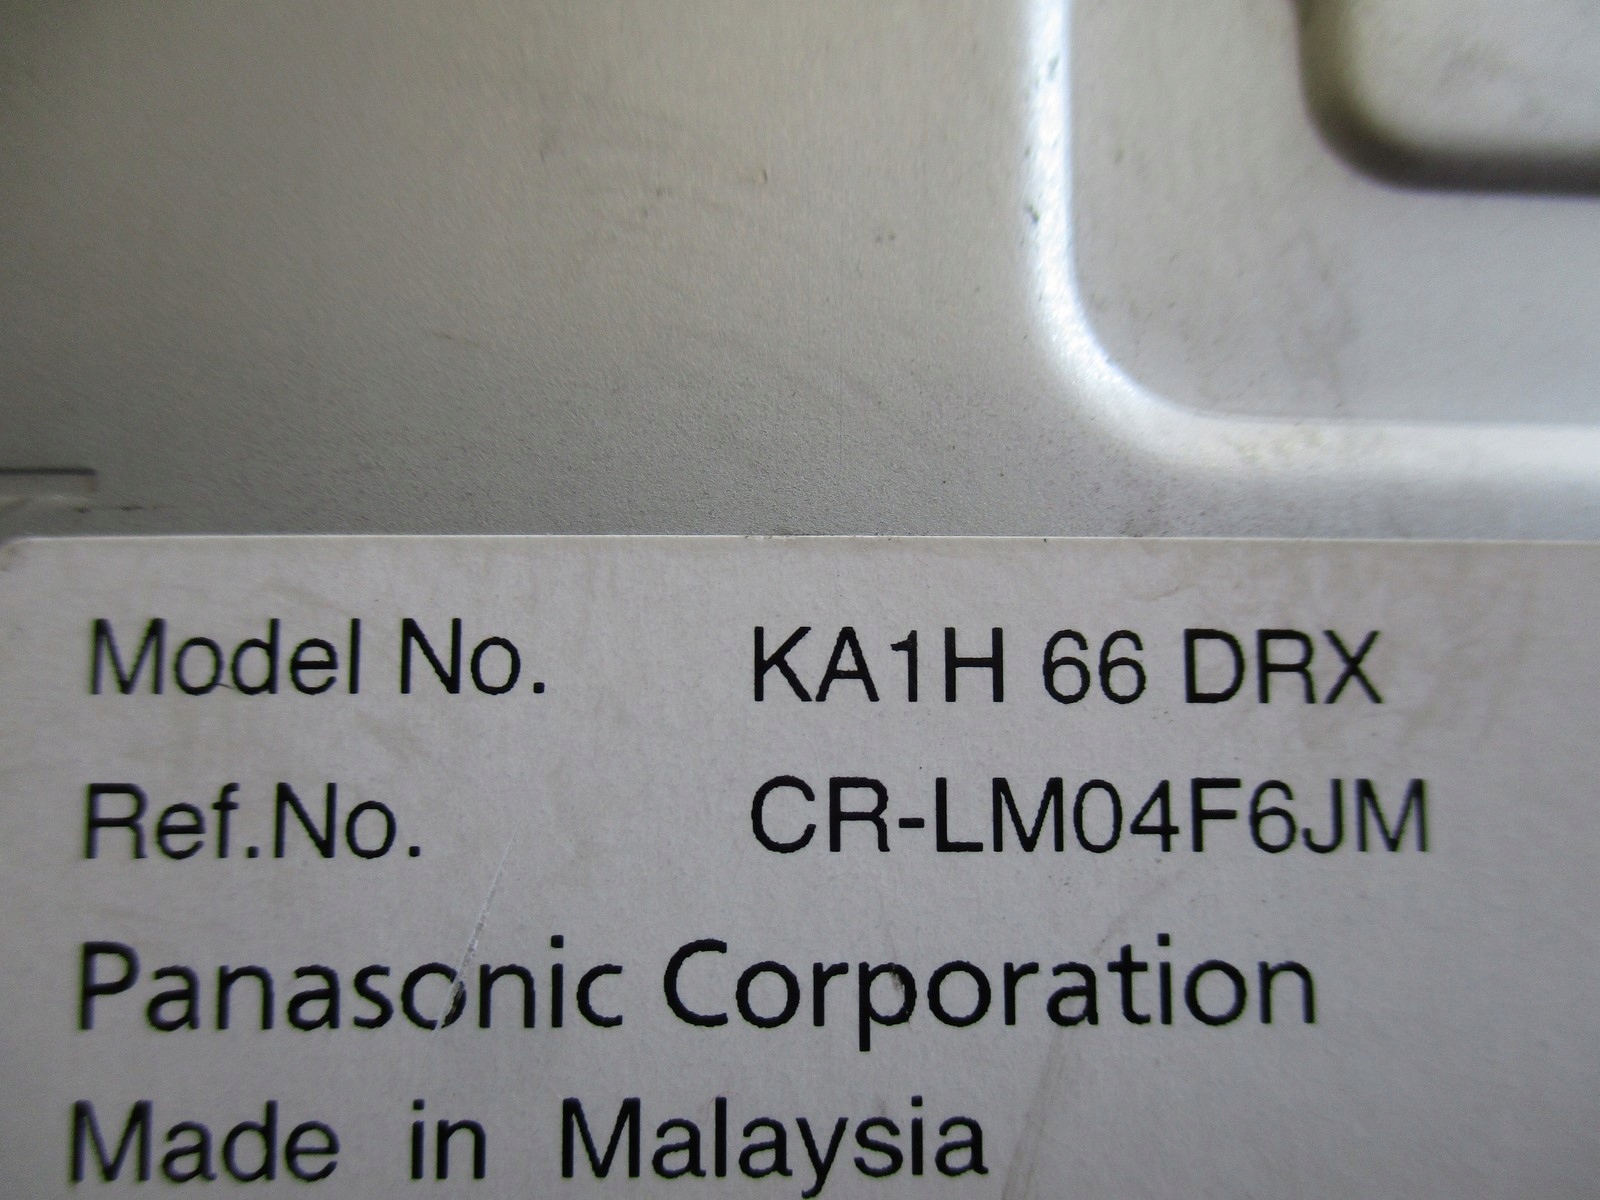 Model No. KA1H 66 DRX
Ref.No. CR-LM04F6JM
Panasonic Corporation
Made in Malaysia